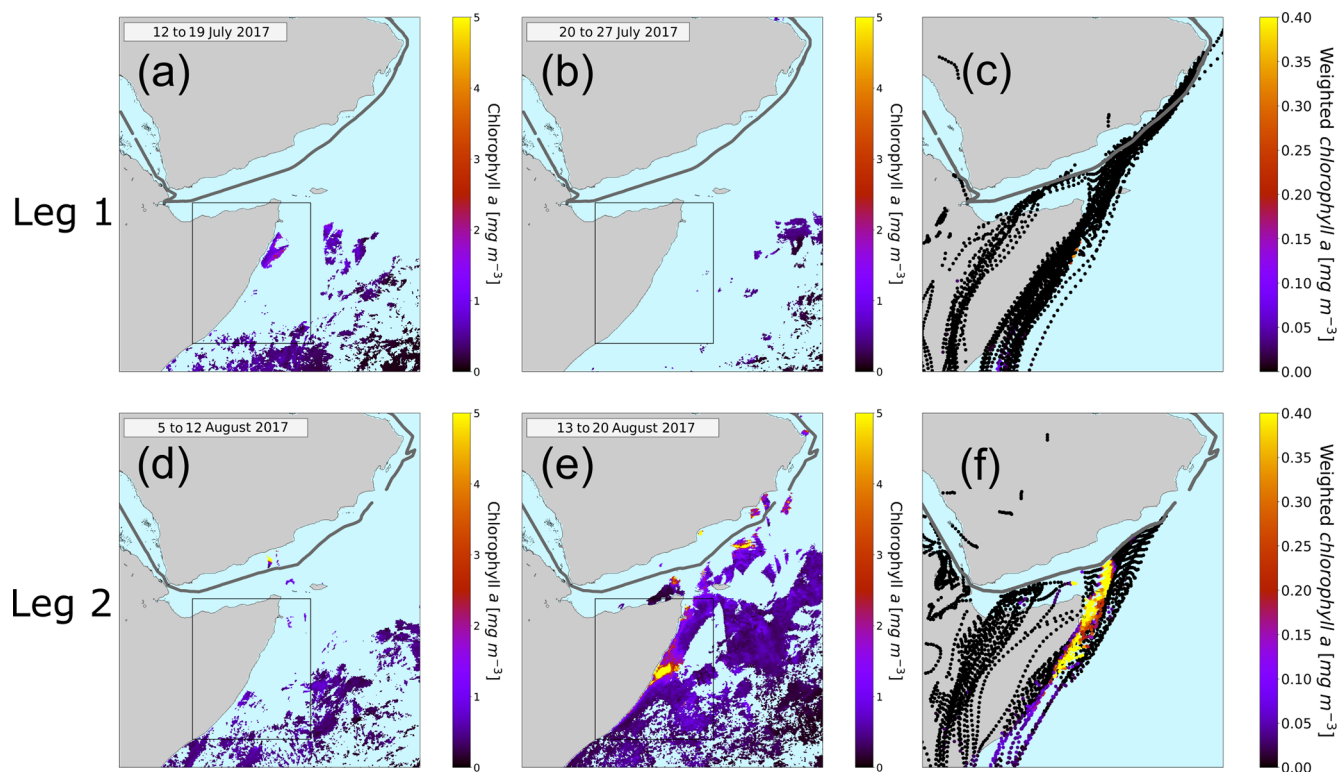 Leg 1
12 to 19 July 2017
(a)
5
4
3
2
1
0
Chlorophyll a [mg m⁻³]
20 to 27 July 2017
(b)
5
4
3
2
1
0
Chlorophyll a [mg m⁻³]
(c)
0.40
0.35
0.30
0.25
0.20
0.15
0.10
0.05
0.00
Weighted chlorophyll a [mg m⁻³]
Leg 2
5 to 12 August 2017
(d)
5
4
3
2
1
0
Chlorophyll a [mg m⁻³]
13 to 20 August 2017
(e)
5
4
3
2
1
0
Chlorophyll a [mg m⁻³]
(f)
0.40
0.35
0.30
0.25
0.20
0.15
0.10
0.05
0.00
Weighted chlorophyll a [mg m⁻³]